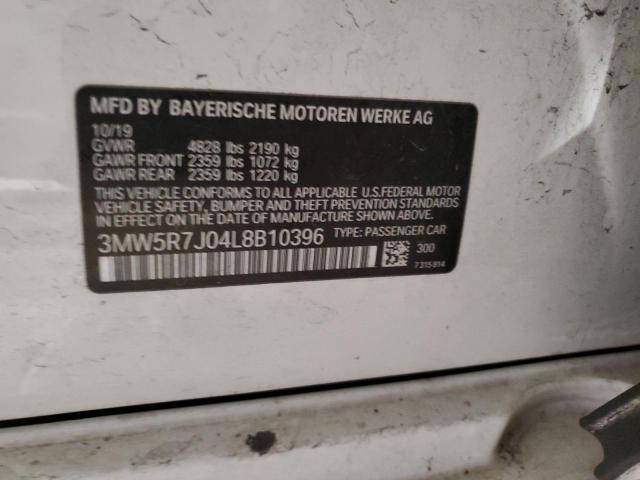 MFD BY BAYERISCHE MOTOREN WERKE AG
10/19
GVWR 4828 lbs 2190 kg
GAWR FRONT 2359 lbs 1072 kg
GAWR REAR 2359 lbs 1220 kg
THIS VEHICLE CONFORMS TO ALL APPLICABLE U.S.FEDERAL MOTOR
VEHICLE SAFETY, BUMPER AND THEFT PREVENTION STANDARDS
IN EFFECT ON THE DATE OF MANUFACTURE SHOWN ABOVE.
3MW5R7J04L8B10396 TYPE: PASSENGER CAR
300
7 315 814